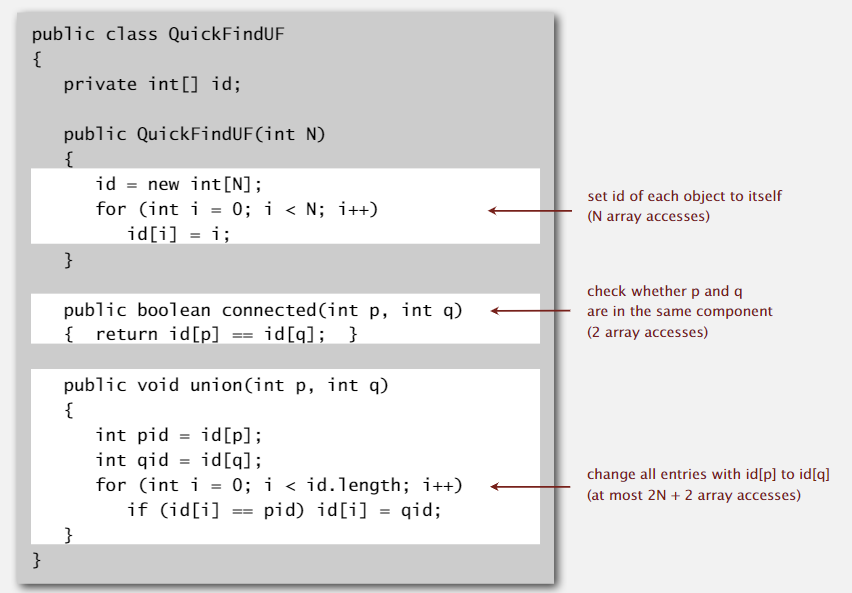 public class QuickFindUF
{
private int[] id;
public QuickFindUF(int N)
{
id = new int[N];
for (int i = 0; i < N; i++)
id[i] = i;
}
set id of each object to itself
(N array accesses)
public boolean connected(int p, int q)
{ return id[p] == id[q]; }
check whether p and q
are in the same component
(2 array accesses)
public void union(int p, int q)
{
int pid = id[p];
int qid = id[q];
for (int i = 0; i < id.length; i++)
if (id[i] == pid) id[i] = qid;
}
change all entries with id[p] to id[q]
(at most 2N + 2 array accesses)
}